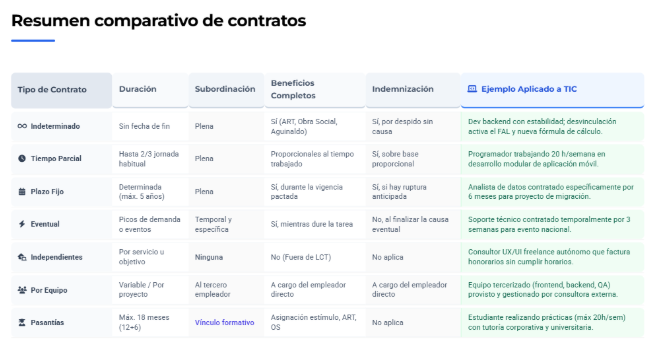 Resumen comparativo de contratos
Tipo de Contrato
Duración
Subordinación
Beneficios
Completos
Indemnización
Ejemplo Aplicado a TIC
Indeterminado
Sin fecha de fin
Plena
Sí (ART, Obra Social,
Aguinaldo)
Sí, por despido sin
causa
Dev backend con estabilidad; desvinculación
activa el FAL y nueva fórmula de cálculo.
Tiempo Parcial
Hasta 2/3 jornada
habitual
Plena
Proporcionales al tiempo
trabajado
Sí, sobre base
proporcional
Programador trabajando 20 h/semana en
desarrollo modular de aplicación móvil.
Plazo Fijo
Determinada
(máx. 5 años)
Plena
Sí, durante la vigencia
pactada
Sí, si hay ruptura
anticipada
Analista de datos contratado específicamente por
6 meses para proyecto de migración.
Eventual
Picos de demanda
o eventos
Temporal y
específica
Sí, mientras dure la tarea
No, al finalizar la causa
eventual
Soporte técnico contratado temporalmente por 3
semanas para evento nacional.
Independientes
Por servicio u
objetivo
Ninguna
No (Fuera de LCT)
No aplica
Consultor UX/UI freelance autónomo que factura
honorarios sin cumplir horarios.
Por Equipo
Variable / Por
proyecto
Al tercero
empleador
A cargo del empleador
directo
A cargo del empleador
directo
Equipo tercerizado (frontend, backend, QA)
provisto y gestionado por consultora externa.
Pasantías
Máx. 18 meses
(12+6)
Vínculo formativo
Asignación estímulo, ART,
OS
No aplica
Estudiante realizando prácticas (máx 20h/sem)
con tutoría corporativa y universitaria.